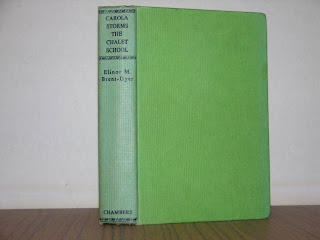 CAROLA
STORMS
THE
CHALET
SCHOOL
Elinor M.
Brent-Dyer
CHAMBERS